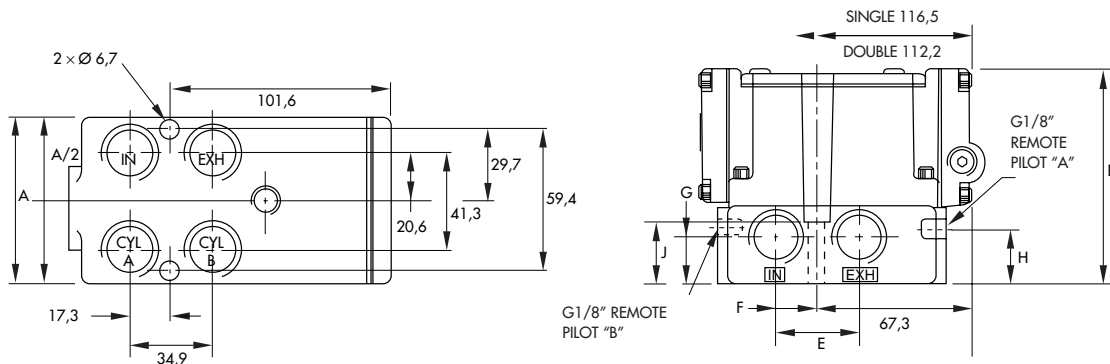 2 × Ø 6,7
101,6
A
A/2
IN
EXH
CYL
A
CYL
B
29,7
20,6
41,3
59,4
17,3
34,9
SINGLE 116,5
DOUBLE 112,2
G1/8”
REMOTE
PILOT “A”
G
J
H
IN
EXH
G1/8” REMOTE
PILOT “B”
F
E
67,3